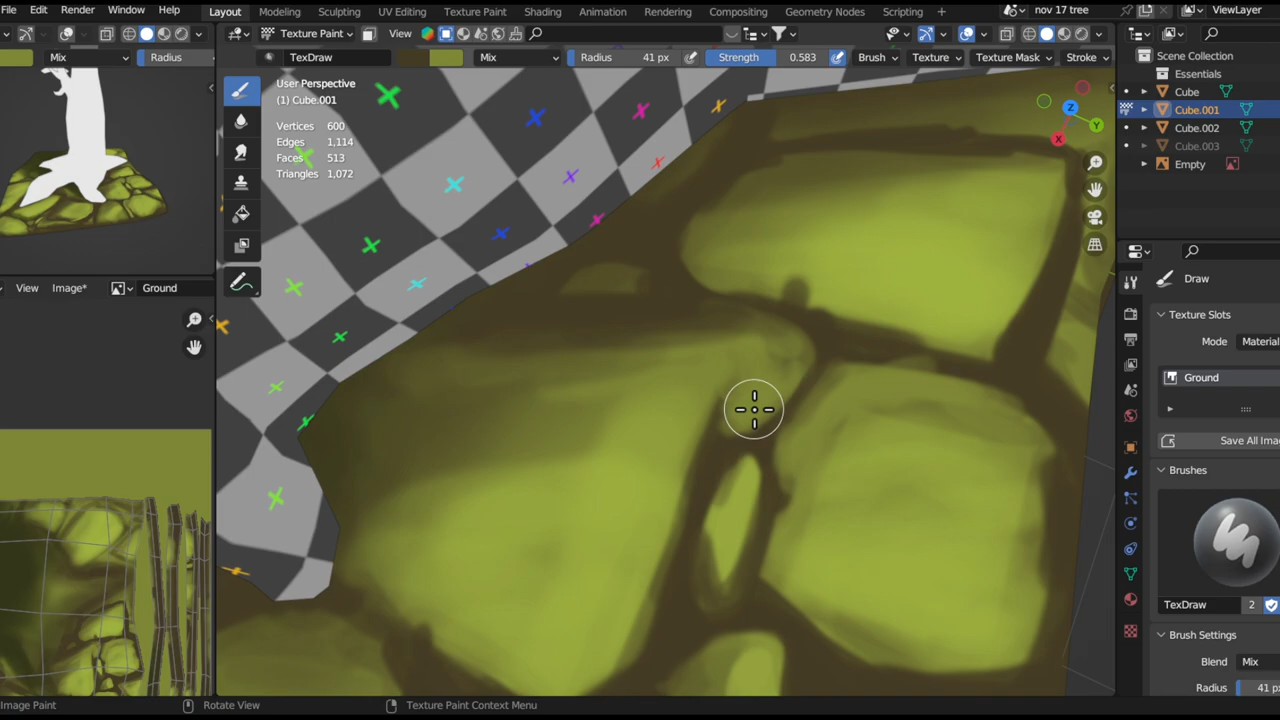 File Edit Render Window Help Layout Modeling Sculpting UV Editing Texture Paint Shading Animation Rendering Compositing Geometry Nodes Scripting nov 17 tree ViewLayer
Texture Paint View
Mix Radius TexDraw Mix Radius 41 px Strength 0.583 Brush Texture Texture Mask Stroke
Scene Collection
Essentials
Cube
Cube.001
Cube.002
Cube.003
Empty
User Perspective
(1) Cube.001
Vertices 600
Edges 1,114
Faces 513
Triangles 1,072
X
Y
Z
View Image* Ground
Draw
Texture Slots
Mode Material
Ground
Save All Ima
Brushes
TexDraw 2
Brush Settings
Blend Mix
Radius 41 px
Image Paint Rotate View Texture Paint Context Menu